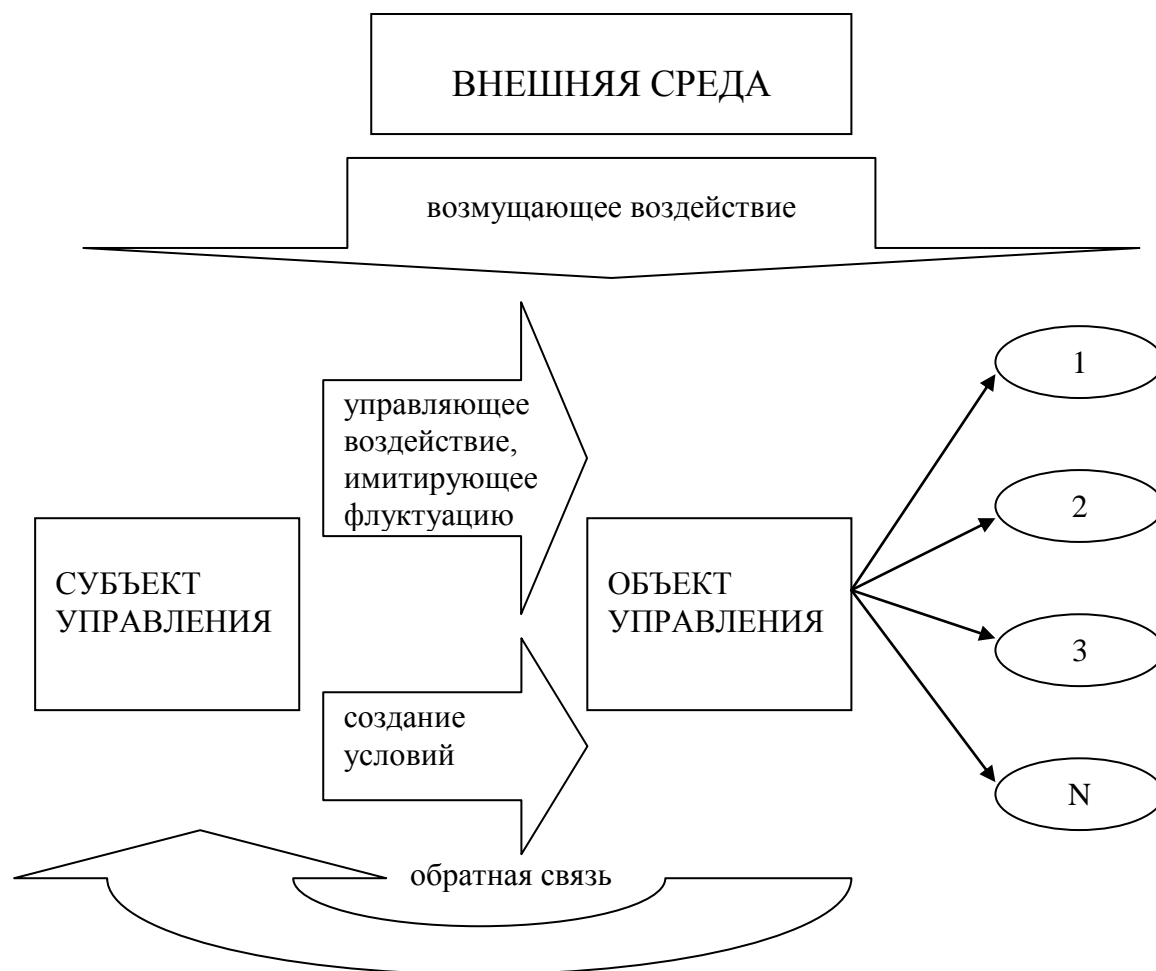 ВНЕШНЯЯ СРЕДА
возмущающее воздействие
управляющее
воздействие,
имитирующее
флуктуацию
СУБЪЕКТ
УПРАВЛЕНИЯ
ОБЪЕКТ
УПРАВЛЕНИЯ
создание
условий
1
2
3
N
обратная связь